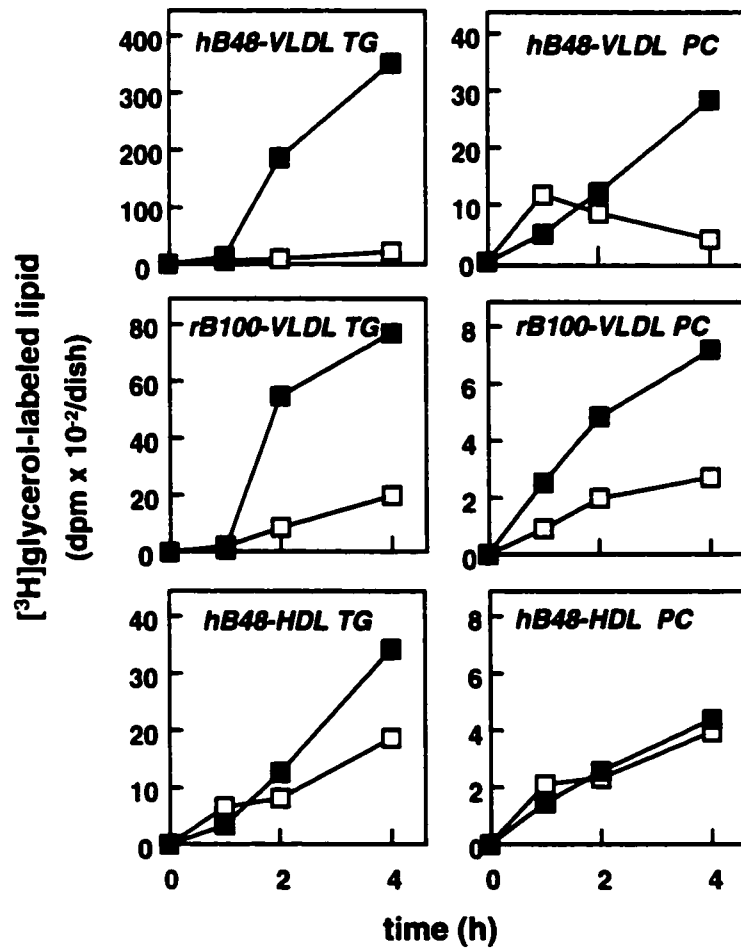 hB48-VLDL TG
400
300
200
100
0
hB48-VLDL PC
40
30
20
10
0
rB100-VLDL TG
80
60
40
20
0
rB100-VLDL PC
8
6
4
2
0
hB48-HDL TG
40
30
20
10
0
0 2 4
hB48-HDL PC
8
6
4
2
0
0 2 4
[³H]glycerol-labeled lipid
(dpm x 10⁻²/dish)
time (h)